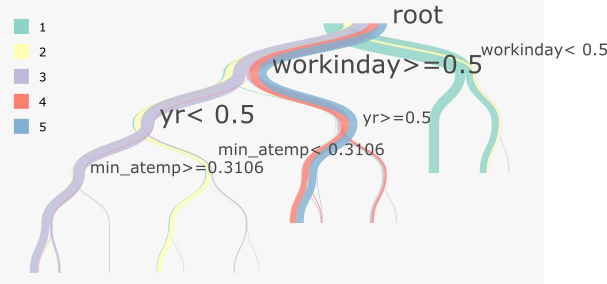 root
1
workinday< 0.5
2
workinday>=0.5
3
4
yr< 0.5
yr>=0.5
5
min_atemp< 0.3106
min_atemp>=0.3106